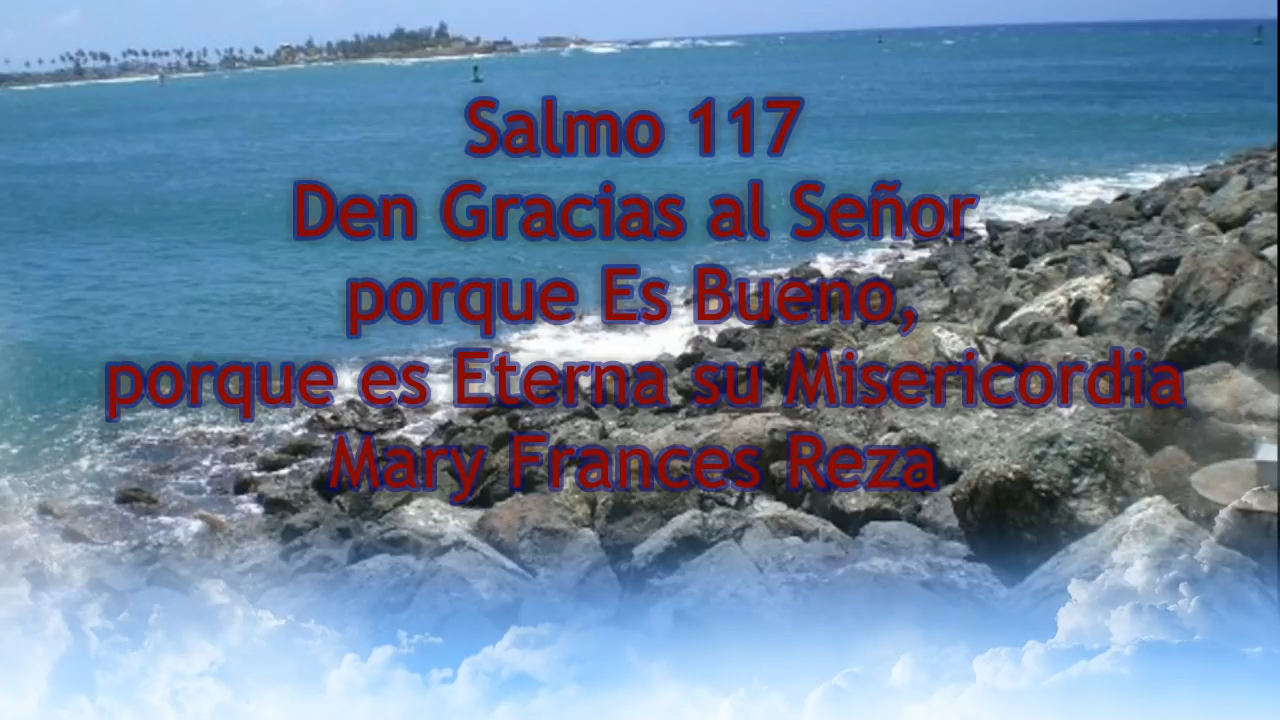 Salmo 117
Den Gracias al Señor
porque Es Bueno,
porque es Eterna su Misericordia
Mary Frances Reza